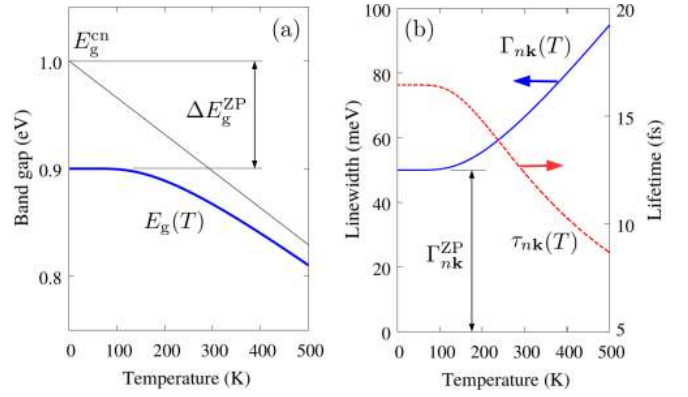 (a)
E_g^cn
ΔE_g^ZP
E_g(T)
1.0
0.9
0.8
Band gap (eV)
0 100 200 300 400 500
Temperature (K)
(b)
Γ_nk(T)
Γ_nk^ZP
τ_nk(T)
100
80
60
40
20
0
Linewidth (meV)
20
15
10
5
Lifetime (fs)
0 100 200 300 400 500
Temperature (K)